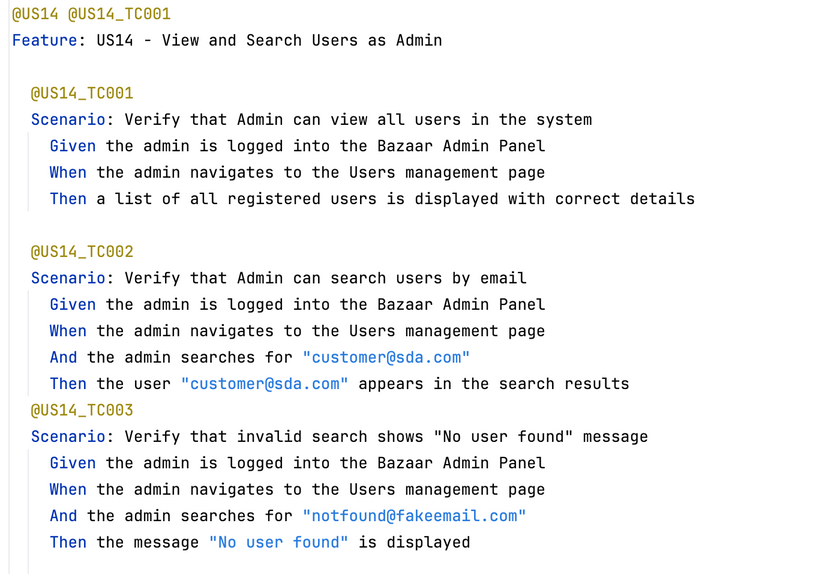 @US14 @US14_TC001
Feature: US14 - View and Search Users as Admin
@US14_TC001
Scenario: Verify that Admin can view all users in the system
Given the admin is logged into the Bazaar Admin Panel
When the admin navigates to the Users management page
Then a list of all registered users is displayed with correct details
@US14_TC002
Scenario: Verify that Admin can search users by email
Given the admin is logged into the Bazaar Admin Panel
When the admin navigates to the Users management page
And the admin searches for "customer@sda.com"
Then the user "customer@sda.com" appears in the search results
@US14_TC003
Scenario: Verify that invalid search shows "No user found" message
Given the admin is logged into the Bazaar Admin Panel
When the admin navigates to the Users management page
And the admin searches for "notfound@fakeemail.com"
Then the message "No user found" is displayed